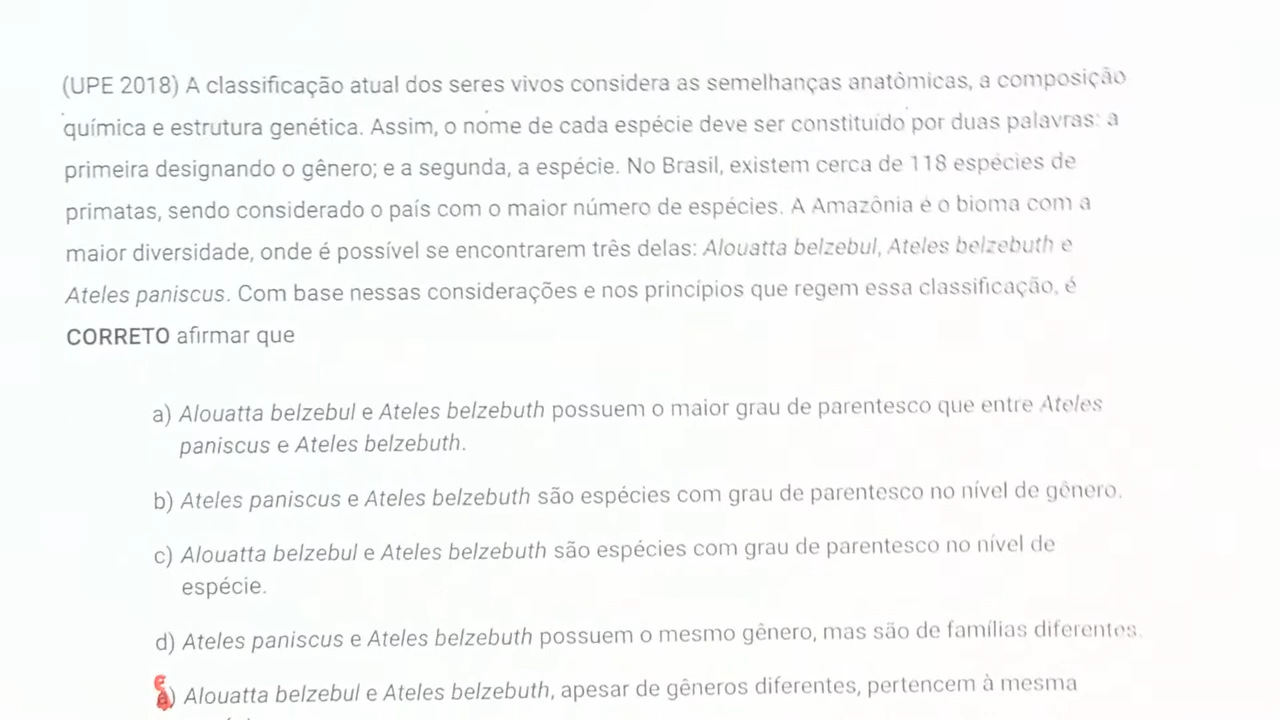 (UPE 2018) A classificação atual dos seres vivos considera as semelhanças anatômicas, a composição
química e estrutura genética. Assim, o nome de cada espécie deve ser constituído por duas palavras: a
primeira designando o gênero; e a segunda, a espécie. No Brasil, existem cerca de 118 espécies de
primatas, sendo considerado o país com o maior número de espécies. A Amazônia é o bioma com a
maior diversidade, onde é possível se encontrarem três delas: Alouatta belzebul, Ateles belzebuth e
Ateles paniscus. Com base nessas considerações e nos princípios que regem essa classificação, é
CORRETO afirmar que
a) Alouatta belzebul e Ateles belzebuth possuem o maior grau de parentesco que entre Ateles
paniscus e Ateles belzebuth.
b) Ateles paniscus e Ateles belzebuth são espécies com grau de parentesco no nível de gênero.
c) Alouatta belzebul e Ateles belzebuth são espécies com grau de parentesco no nível de
espécie.
d) Ateles paniscus e Ateles belzebuth possuem o mesmo gênero, mas são de famílias diferentes.
e) Alouatta belzebul e Ateles belzebuth, apesar de gêneros diferentes, pertencem à mesma